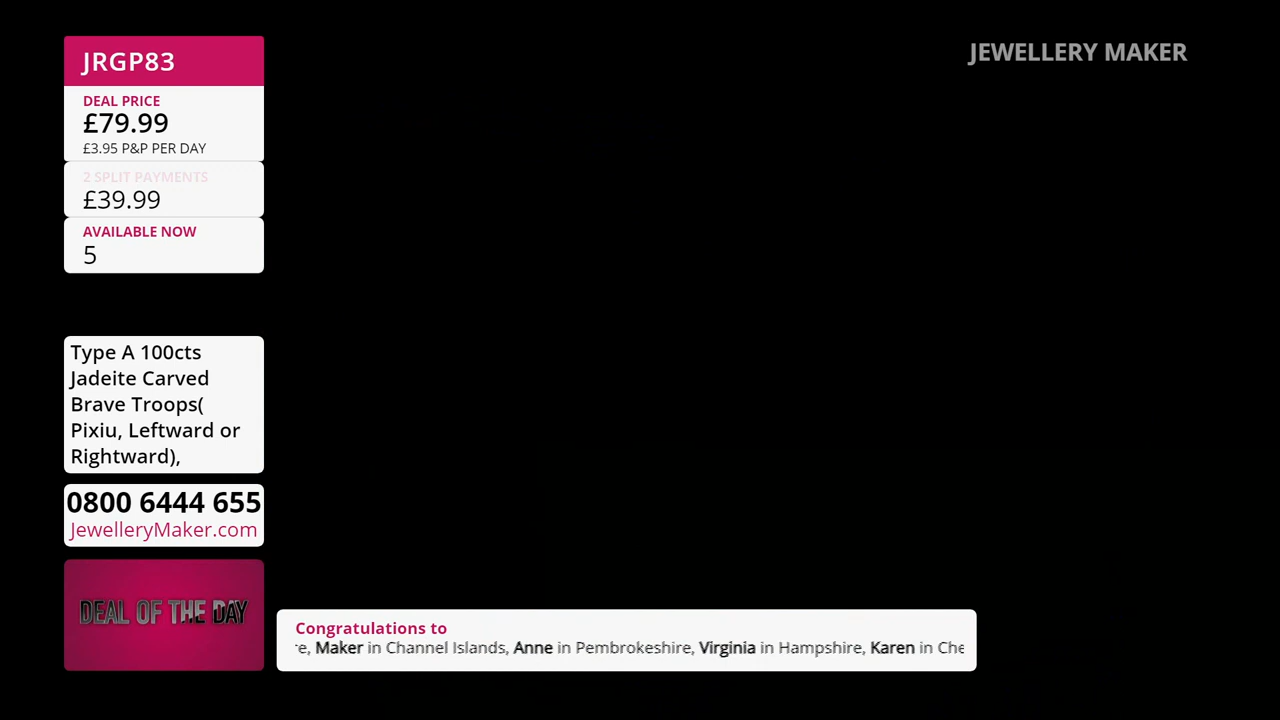 JRGP83
JEWELLERY MAKER
DEAL PRICE
£79.99
£3.95 P&P PER DAY
2 SPLIT PAYMENTS
£39.99
AVAILABLE NOW
5
Type A 100cts
Jadeite Carved
Brave Troops(
Pixiu, Leftward or
Rightward),
0800 6444 655
JewelleryMaker.com
DEAL OF THE DAY
Congratulations to
re, Maker in Channel Islands, Anne in Pembrokeshire, Virginia in Hampshire, Karen in Che